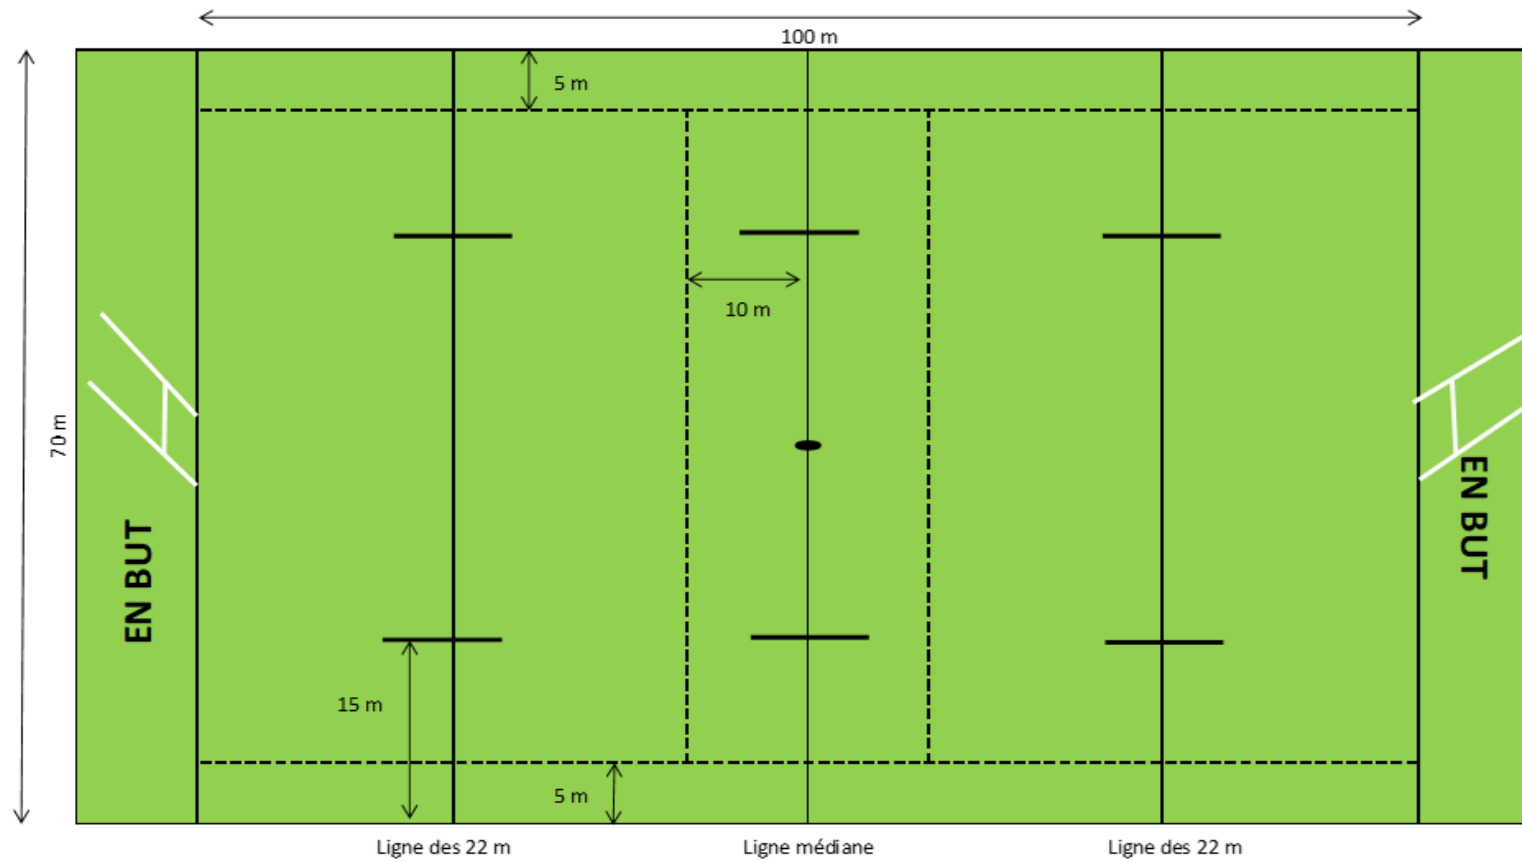 100 m
5 m
10 m
70 m
EN BUT
EN BUT
15 m
5 m
Ligne des 22 m
Ligne médiane
Ligne des 22 m